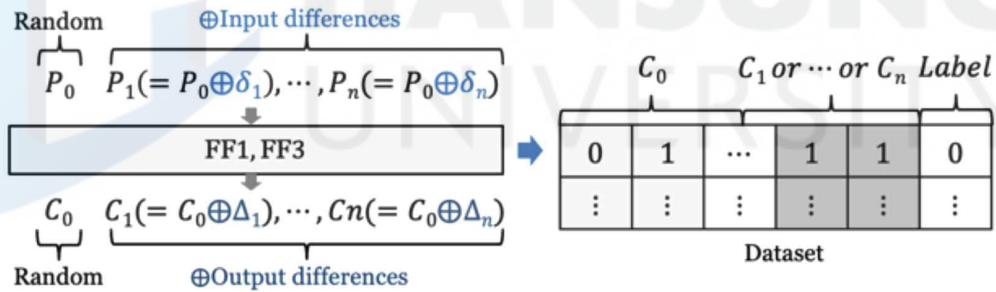 Random
⊕Input differences
P₀ P₁(= P₀⊕δ₁), ⋯ , Pₙ(= P₀⊕δₙ)
FF1, FF3
C₀ C₁(= C₀⊕Δ₁), ⋯ , Cn(= C₀⊕Δₙ)
Random
⊕Output differences
C₀ C₁ or ⋯ or Cₙ Label
0 1 ⋯ 1 1 0
⋮ ⋮ ⋮ ⋮ ⋮ ⋮
Dataset
UNIVERSITY